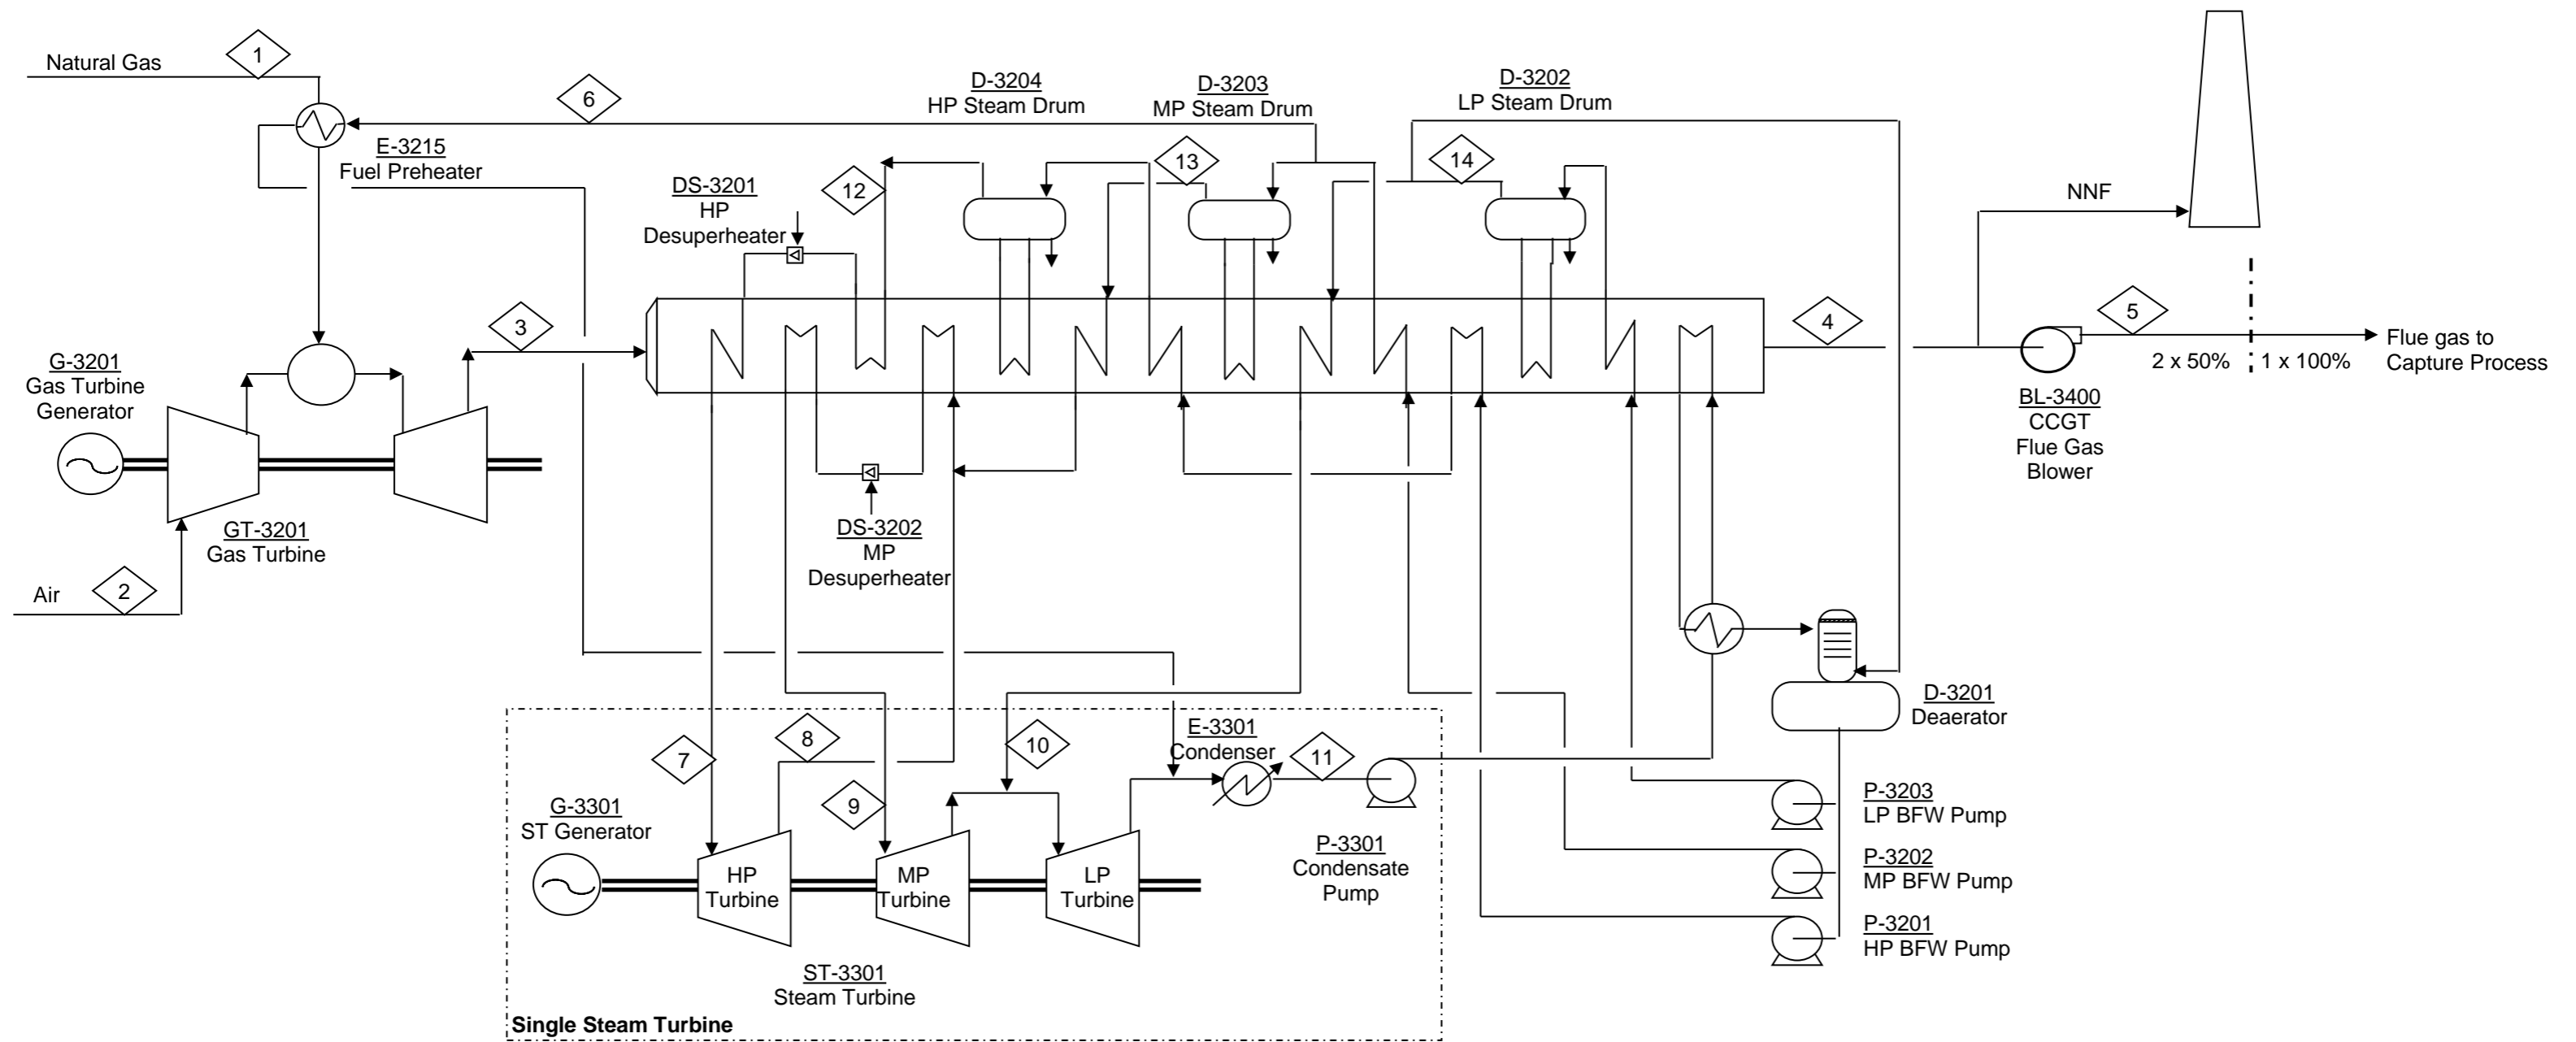 1
Natural Gas
6
D-3204
HP Steam Drum
D-3203
MP Steam Drum
D-3202
LP Steam Drum
E-3215
Fuel Preheater
12
13
14
DS-3201
HP
Desuperheater
NNF
3
4
5
Flue gas to
Capture Process
2 x 50%
1 x 100%
G-3201
Gas Turbine
Generator
BL-3400
CCGT
Flue Gas
Blower
GT-3201
Gas Turbine
DS-3202
MP
Desuperheater
Air
2
D-3201
Deaerator
7
8
9
10
E-3301
Condenser
11
G-3301
ST Generator
HP
Turbine
MP
Turbine
LP
Turbine
P-3301
Condensate
Pump
P-3203
LP BFW Pump
P-3202
MP BFW Pump
P-3201
HP BFW Pump
ST-3301
Steam Turbine
Single Steam Turbine